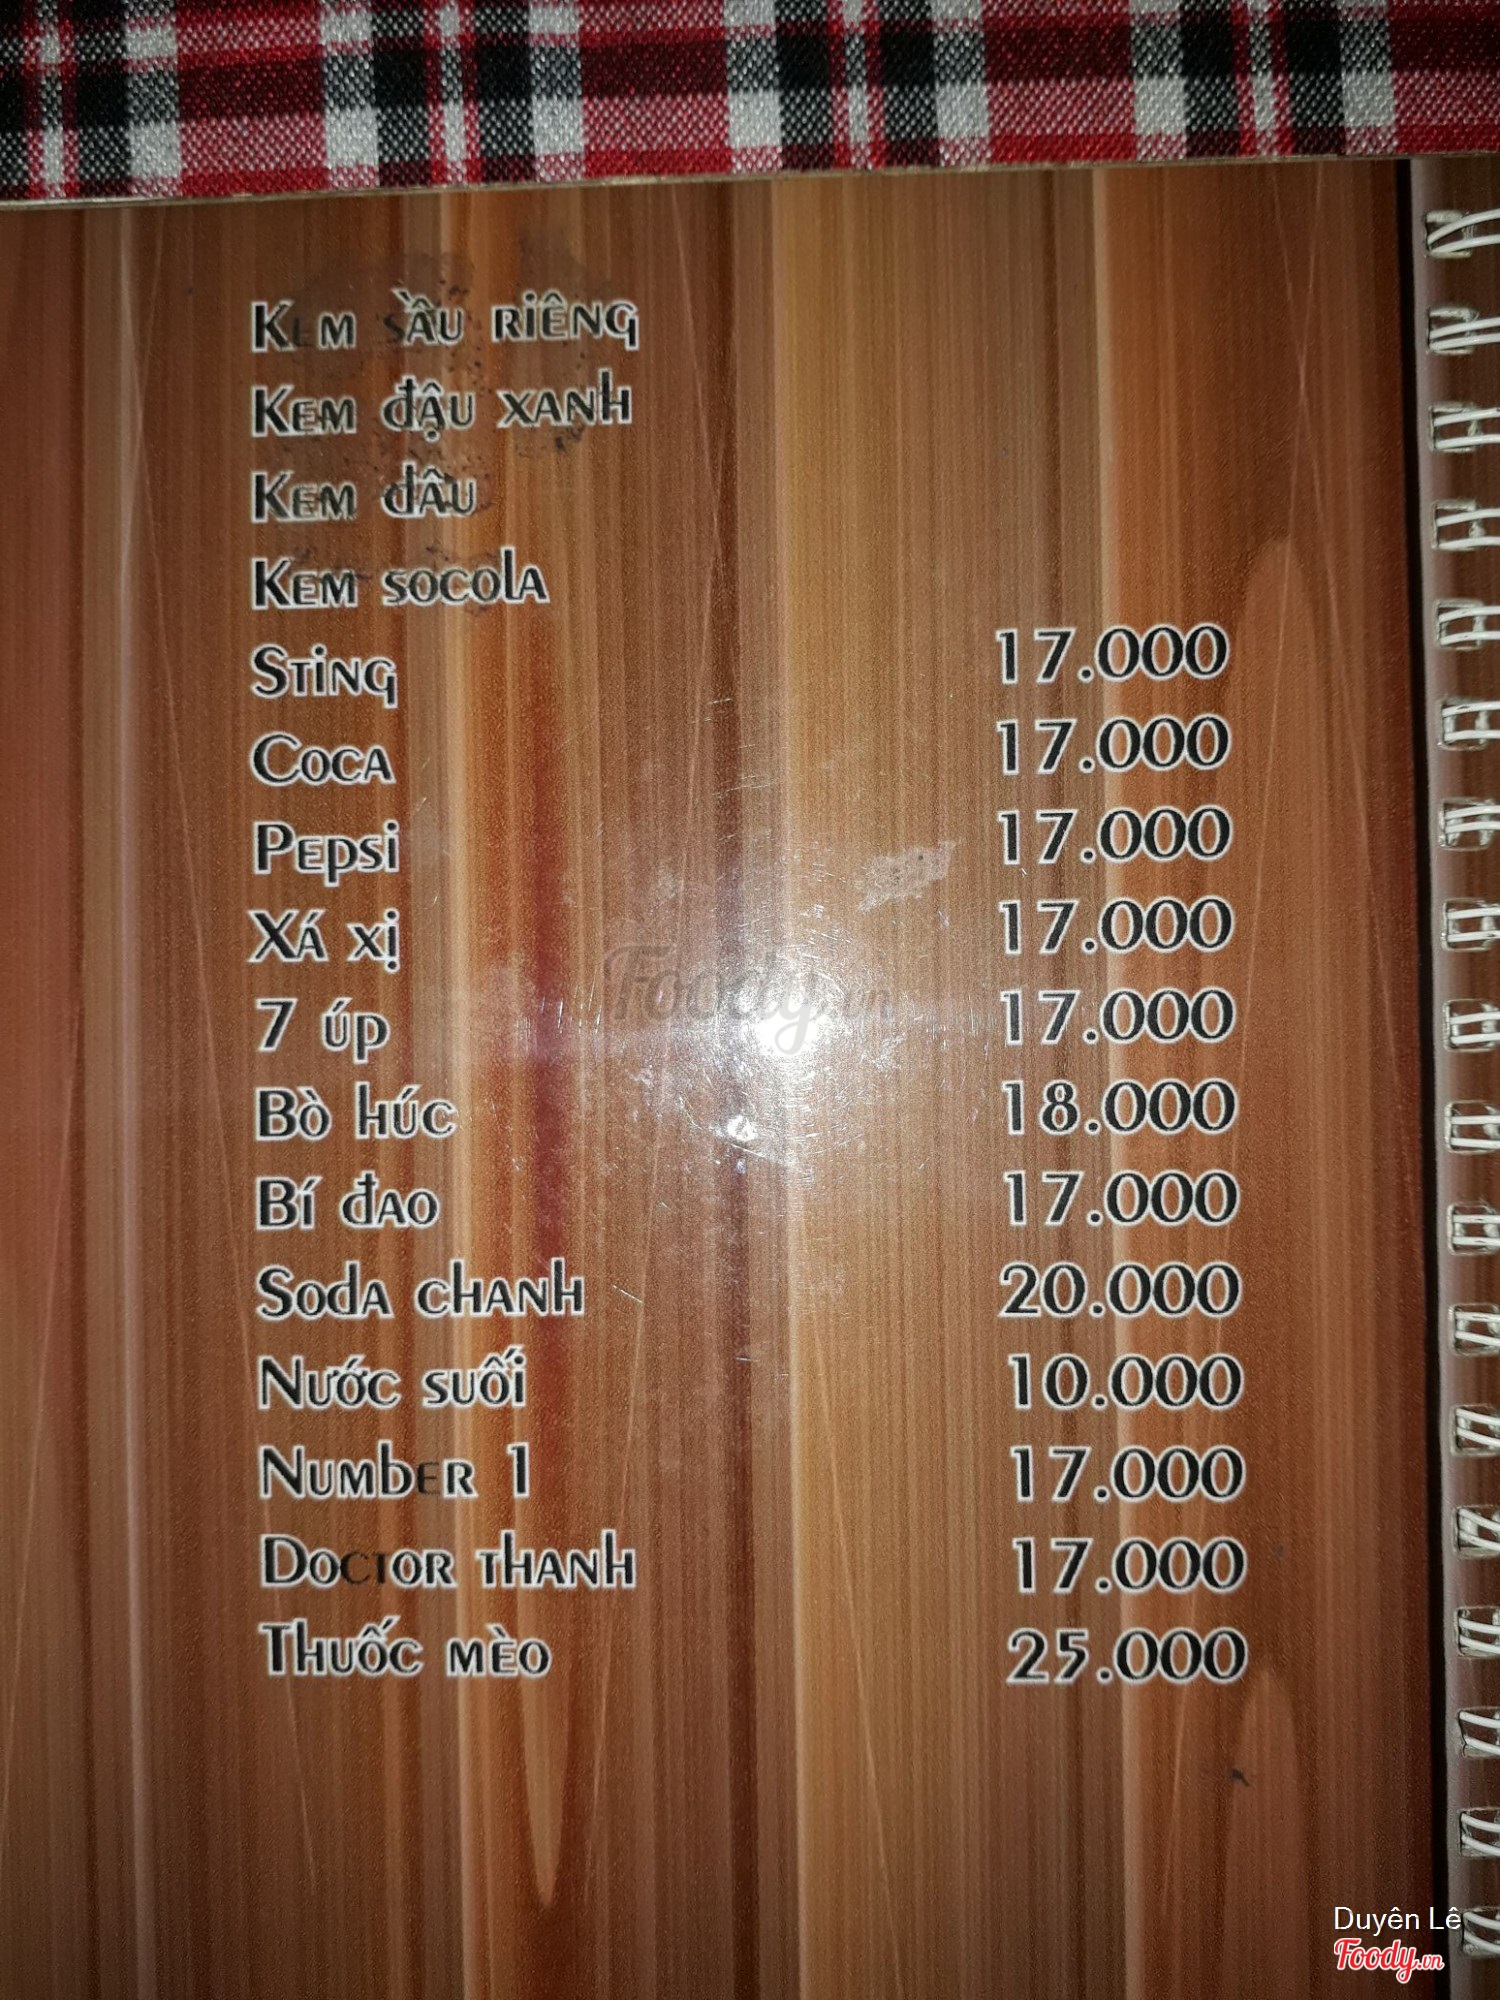 Kem sầu riêng
Kem đậu xanh
Kem dâu
Kem socola
Sting 17.000
Coca 17.000
Pepsi 17.000
Xá xị 17.000
7 úp 17.000
Bò húc 18.000
Bí đao 17.000
Soda chanh 20.000
Nước suối 10.000
Number 1 17.000
Doctor thanh 17.000
Thuốc mèo 25.000
Foody.vn
Duyên Lê
Foody.vn